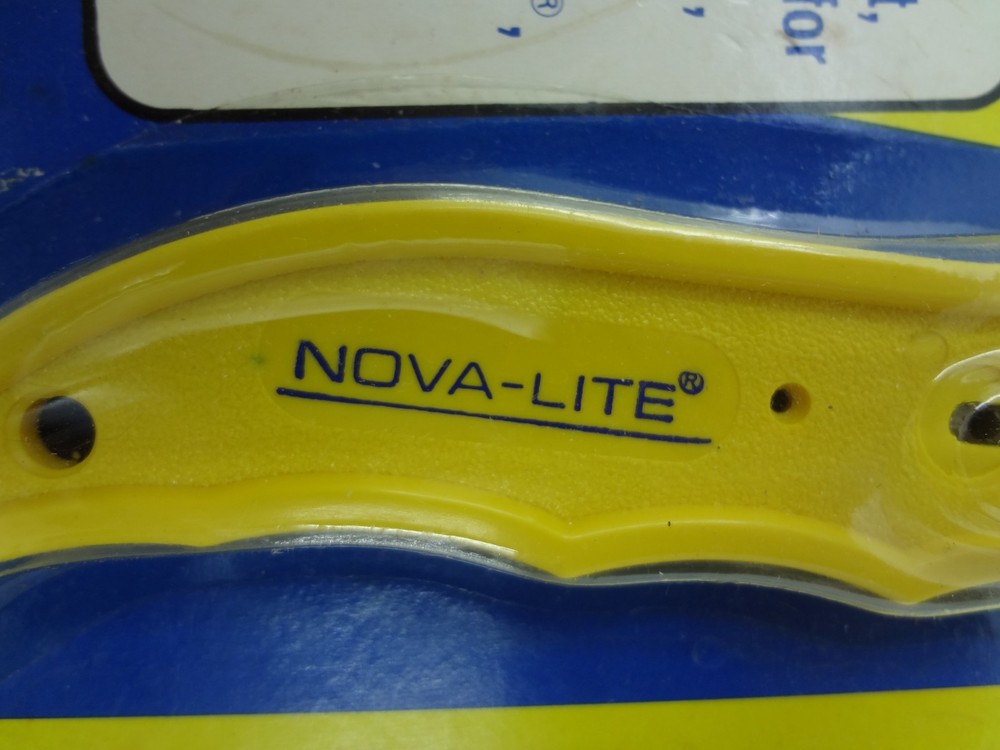 NOVA-LITE®
®,
,
for
t,